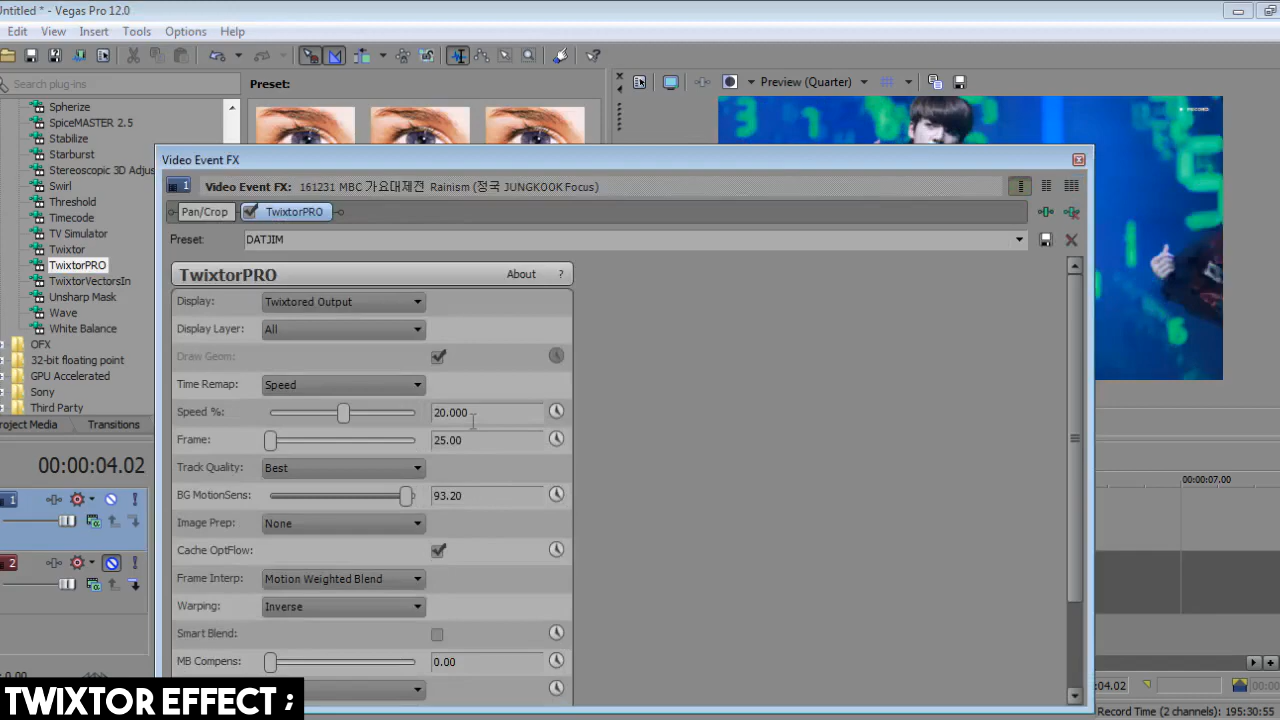 Untitled * - Vegas Pro 12.0
Edit View Insert Tools Options Help
Search plug-ins
Preset:
Preview (Quarter)
Spherize
SpiceMASTER 2.5
Stabilize
Starburst
Stereoscopic 3D Adjus
Swirl
Threshold
Timecode
TV Simulator
Twixtor
TwixtorPRO
TwixtorVectorsIn
Unsharp Mask
Wave
White Balance
OFX
32-bit floating point
GPU Accelerated
Sony
Third Party
Project Media Transitions
00:00:04.02
1
2
Video Event FX
1 Video Event FX: 161231 MBC 가요대제전 Rainism (정국 JUNGKOOK Focus)
Pan/Crop TwixtorPRO
Preset: DATJIM
TwixtorPRO About ?
Display: Twixtored Output
Display Layer: All
Draw Geom:
Time Remap: Speed
Speed %: 20.000
Frame: 25.00
Track Quality: Best
BG MotionSens: 93.20
Image Prep: None
Cache OptFlow:
Frame Interp: Motion Weighted Blend
Warping: Inverse
Smart Blend:
MB Compens: 0.00
00:00:07.00
:04.02
00:00
Record Time (2 channels): 195:30:55
TWIXTOR EFFECT ;